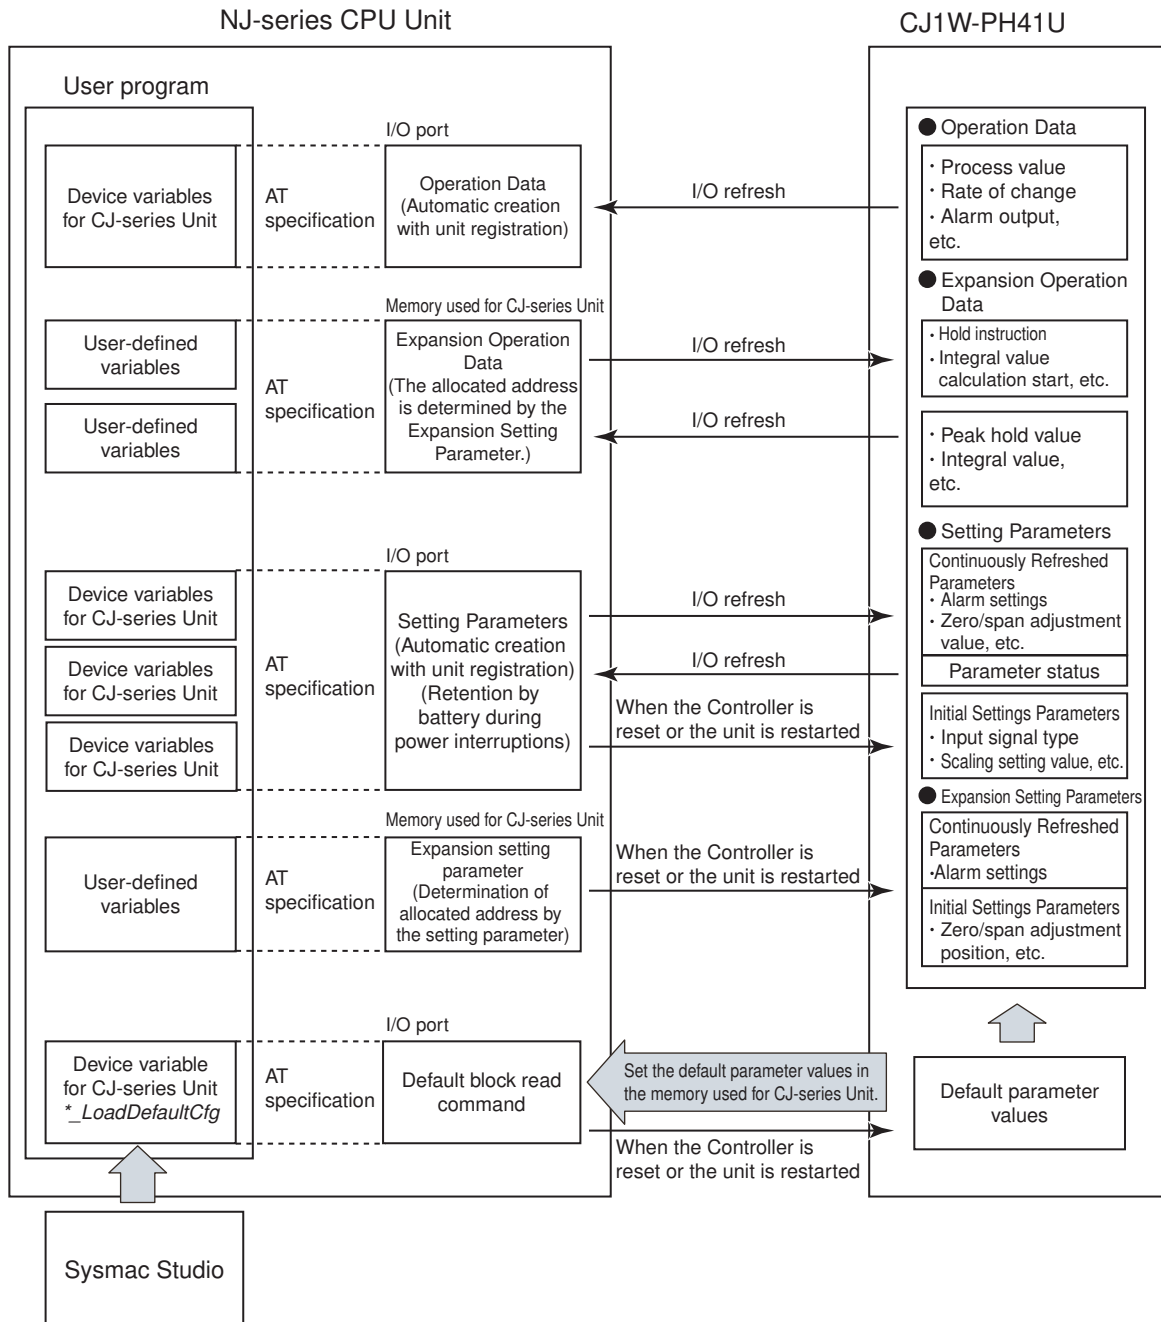 NJ-series CPU Unit
CJ1W-PH41U
User program
I/O port
Device variables
for CJ-series Unit
AT
specification
Operation Data
(Automatic creation
with unit registration)
I/O refresh
● Operation Data
・Process value
・Rate of change
・Alarm output,
etc.
Memory used for CJ-series Unit
User-defined
variables
User-defined
variables
AT
specification
Expansion Operation
Data
(The allocated address
is determined by the
Expansion Setting
Parameter.)
I/O refresh
I/O refresh
● Expansion Operation
Data
・Hold instruction
・Integral value
calculation start, etc.
・Peak hold value
・Integral value,
etc.
I/O port
Device variables
for CJ-series Unit
Device variables
for CJ-series Unit
Device variables
for CJ-series Unit
AT
specification
Setting Parameters
(Automatic creation
with unit registration)
(Retention by
battery during
power interruptions)
I/O refresh
I/O refresh
When the Controller is
reset or the unit is restarted
● Setting Parameters
Continuously Refreshed
Parameters
・Alarm settings
・Zero/span adjustment
value, etc.
Parameter status
Initial Settings Parameters
・Input signal type
・Scaling setting value, etc.
Memory used for CJ-series Unit
User-defined
variables
AT
specification
Expansion setting
parameter
(Determination of
allocated address by
the setting parameter)
When the Controller is
reset or the unit is restarted
● Expansion Setting Parameters
Continuously Refreshed
Parameters
・Alarm settings
Initial Settings Parameters
・Zero/span adjustment
position, etc.
I/O port
Device variable
for CJ-series Unit
*_LoadDefaultCfg
AT
specification
Default block read
command
Set the default parameter values in
the memory used for CJ-series Unit.
When the Controller is
reset or the unit is restarted
Default parameter
values
Sysmac Studio